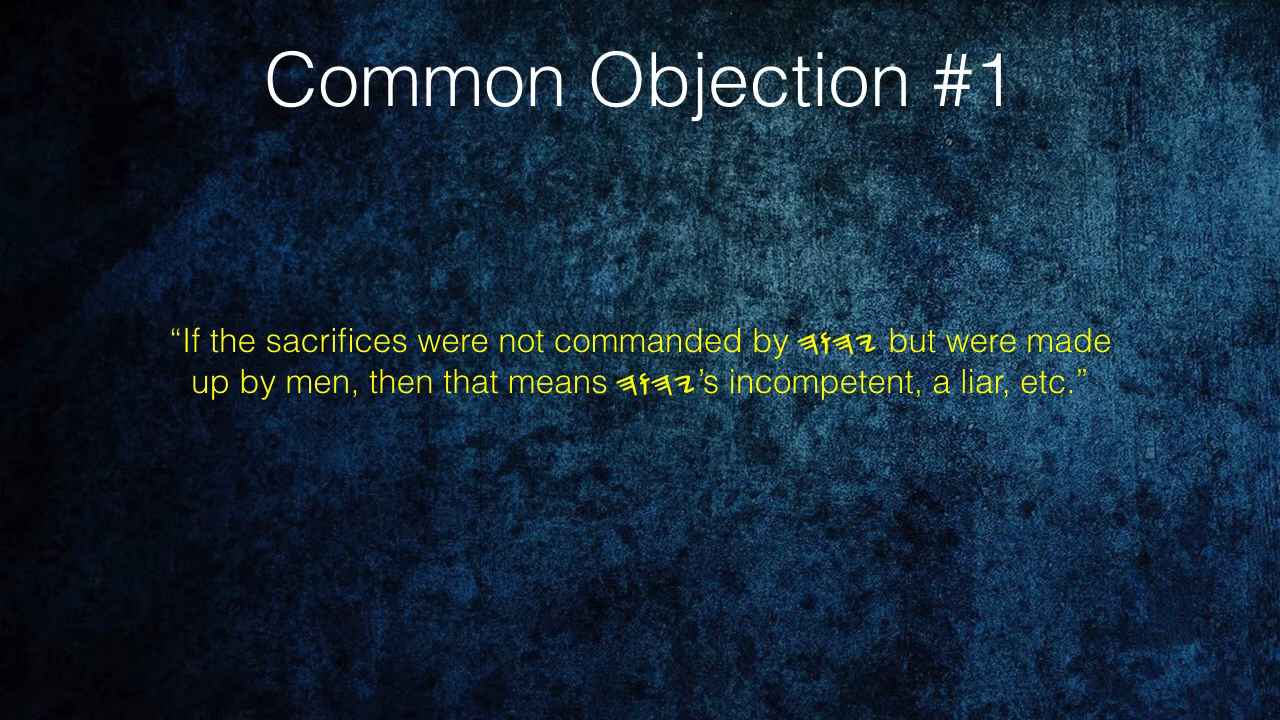 Common Objection #1
“If the sacrifices were not commanded by 𐤉𐤄𐤅𐤄 but were made
up by men, then that means 𐤉𐤄𐤅𐤄’s incompetent, a liar, etc.”